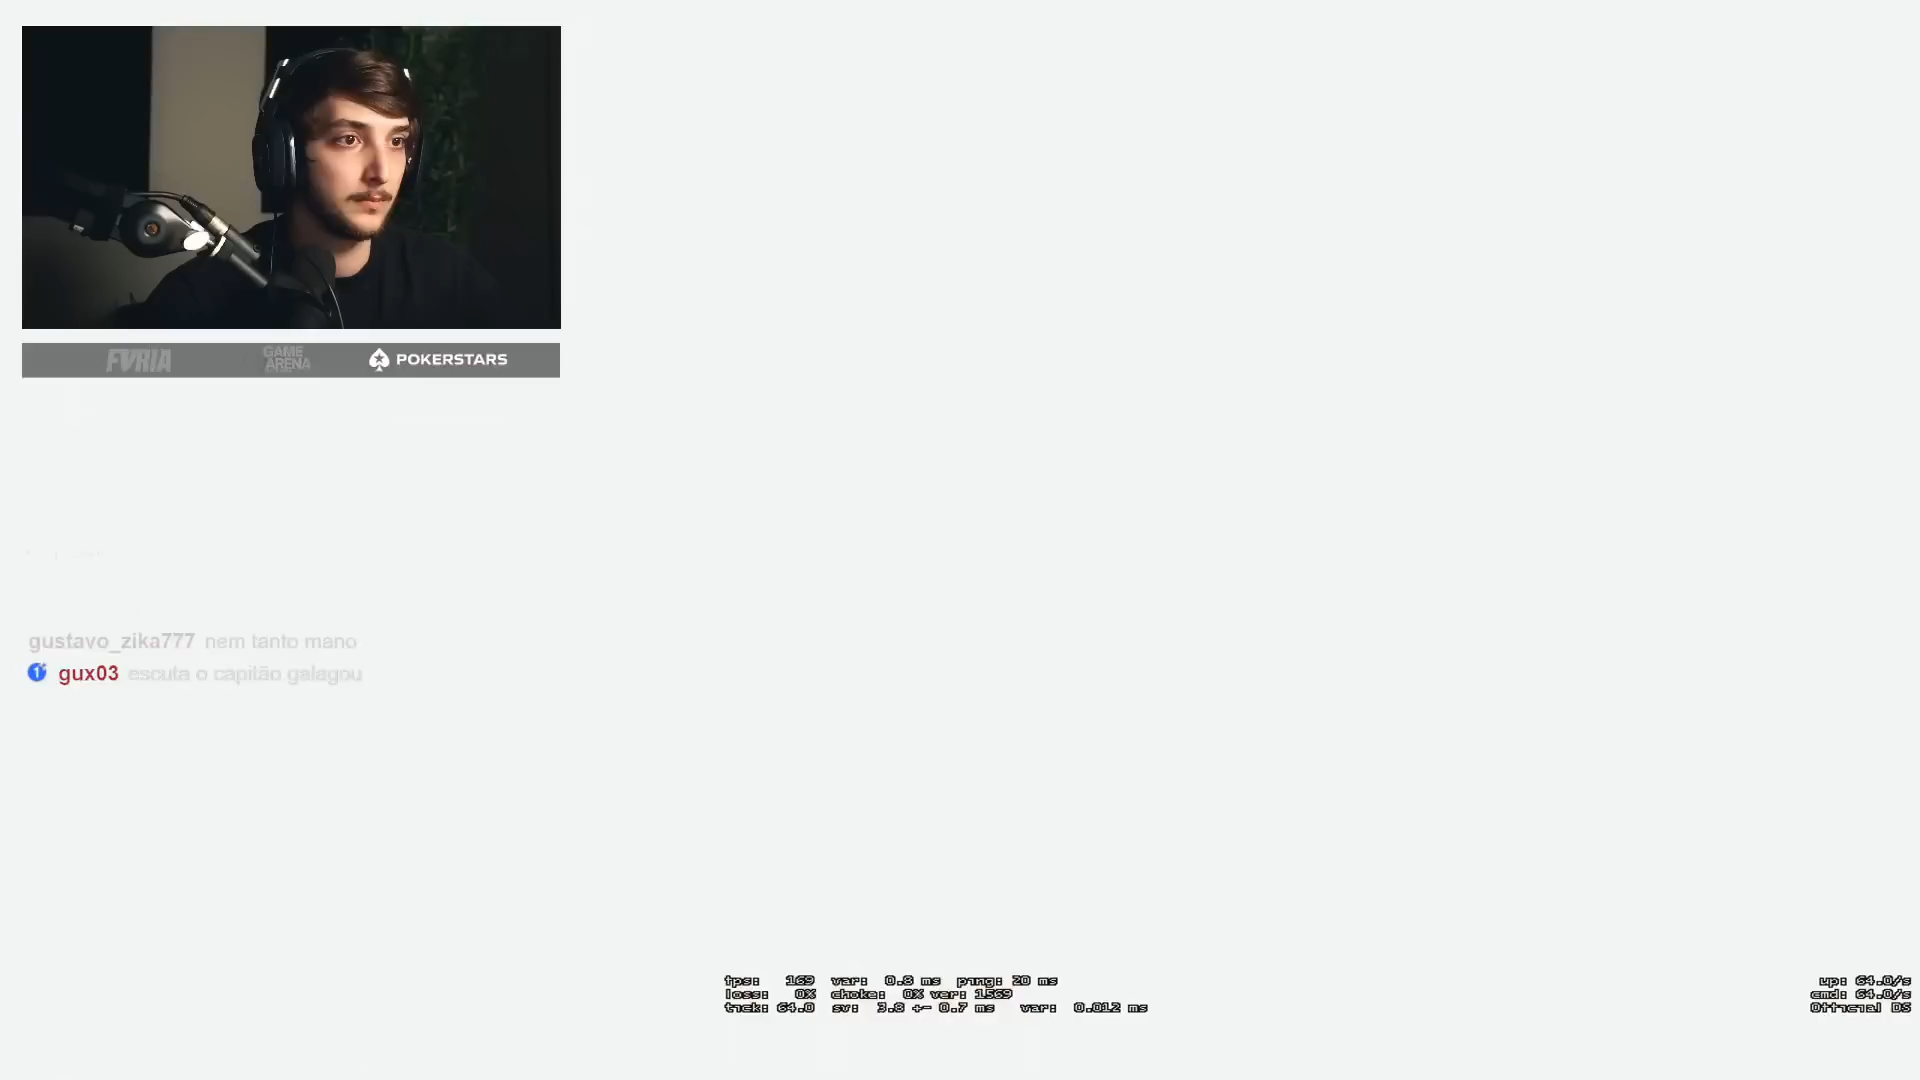 FVRIA
GAME ARENA
POKERSTARS
gustavo_zika777 nem tanto mano
gux03 escuta o capitão galagou
fps: 169 var: 0.8 ms ping: 20 ms
loss: 0% choke: 0% ver: 1569
tick: 64.0 sv: 3.8 +- 0.7 ms var: 0.012 ms
up: 64.0/s
cmd: 64.0/s
Official DS